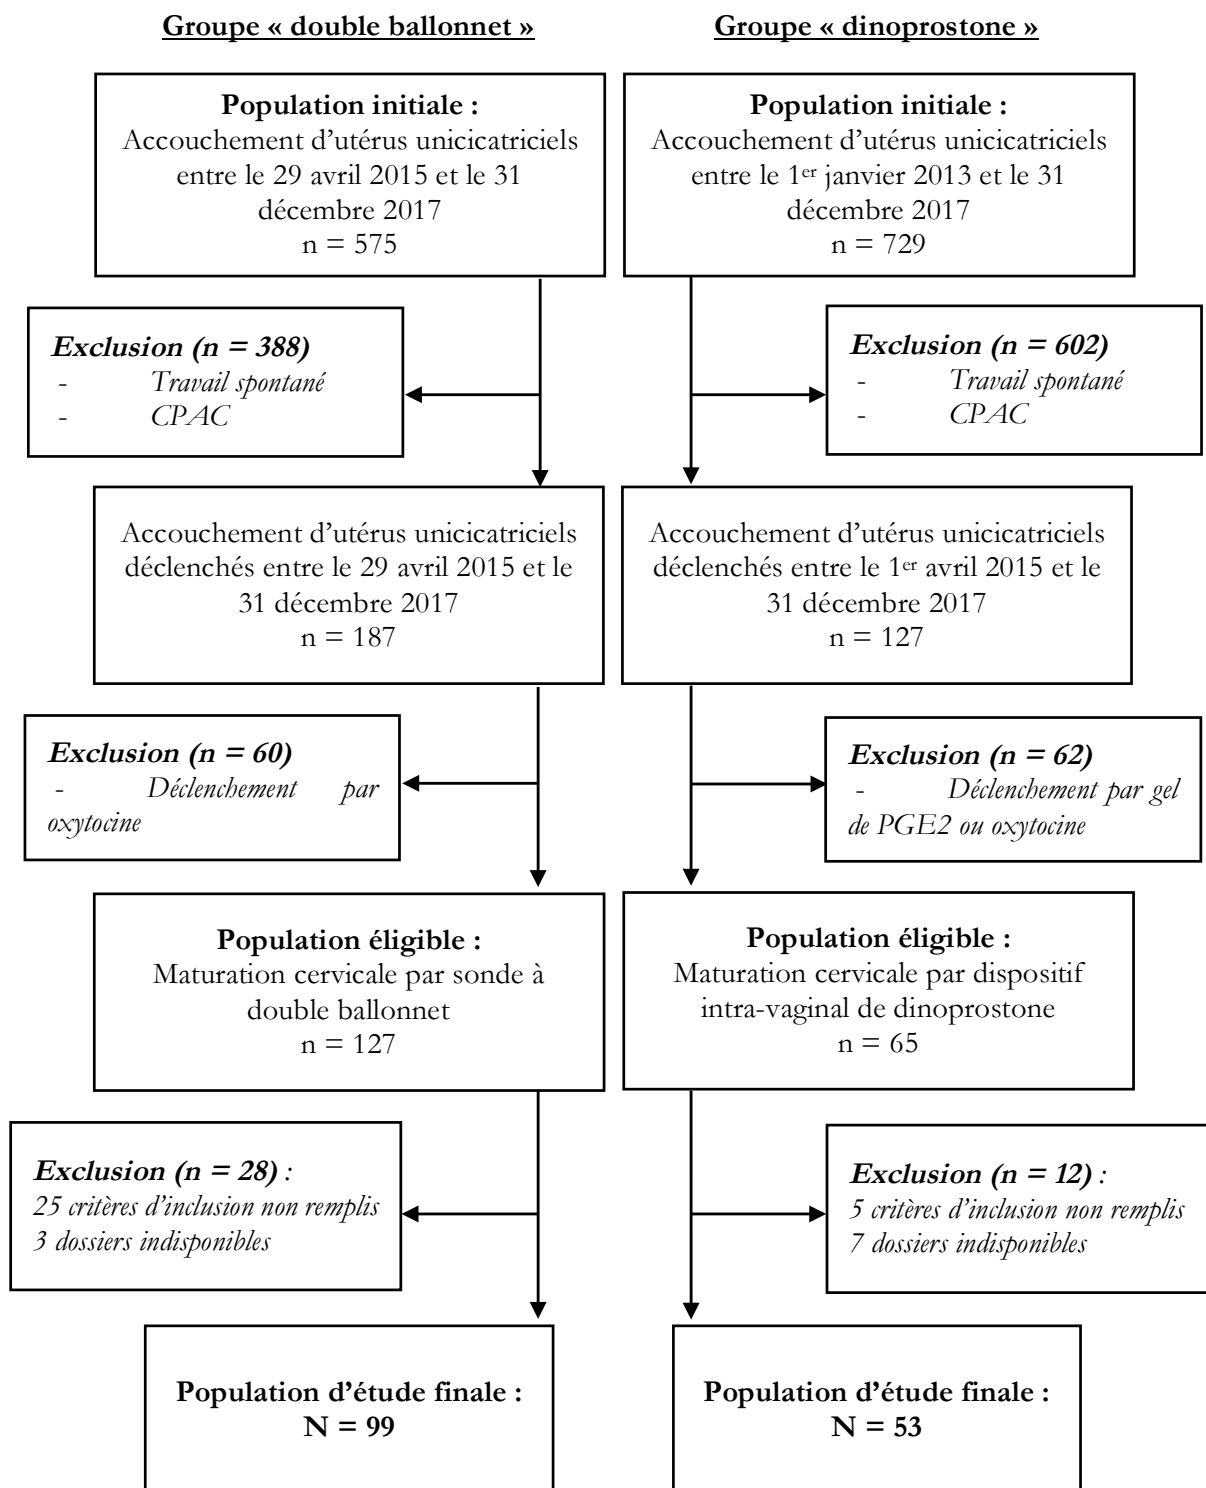 Groupe « double ballonnet »
Groupe « dinoprostone »
Population initiale :
Accouchement d’utérus unicicatriciels
entre le 29 avril 2015 et le 31
décembre 2017
n = 575
Population initiale :
Accouchement d’utérus unicicatriciels
entre le 1er janvier 2013 et le 31
décembre 2017
n = 729
Exclusion (n = 388)
- Travail spontané
- CPAC
Exclusion (n = 602)
- Travail spontané
- CPAC
Accouchement d’utérus unicicatriciels
déclenchés entre le 29 avril 2015 et le
31 décembre 2017
n = 187
Accouchement d’utérus unicicatriciels
déclenchés entre le 1er avril 2015 et le
31 décembre 2017
n = 127
Exclusion (n = 60)
- Déclenchement par
oxytocine
Exclusion (n = 62)
- Déclenchement par gel
de PGE2 ou oxytocine
Population éligible :
Maturation cervicale par sonde à
double ballonnet
n = 127
Population éligible :
Maturation cervicale par dispositif
intra-vaginal de dinoprostone
n = 65
Exclusion (n = 28) :
25 critères d’inclusion non remplis
3 dossiers indisponibles
Exclusion (n = 12) :
5 critères d’inclusion non remplis
7 dossiers indisponibles
Population d’étude finale :
N = 99
Population d’étude finale :
N = 53